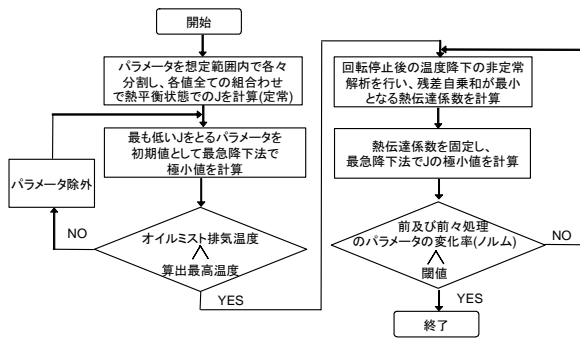 開始
パラメータを想定範囲内で各々
分割し、各値全ての組合わせ
で熱平衡状態でのJを計算(定常)
最も低いJをとるパラメータを
初期値として最急降下法で
極小値を計算
パラメータ除外
オイルミスト排気温度
∧
算出最高温度
NO
YES
回転停止後の温度降下の非定常
解析を行い、残差自乗和が最小
となる熱伝達係数を計算
熱伝達係数を固定し、
最急降下法でJの極小値を計算
前及び前々処理
のパラメータの変化率(ノルム)
∧
閾値
NO
YES
終了